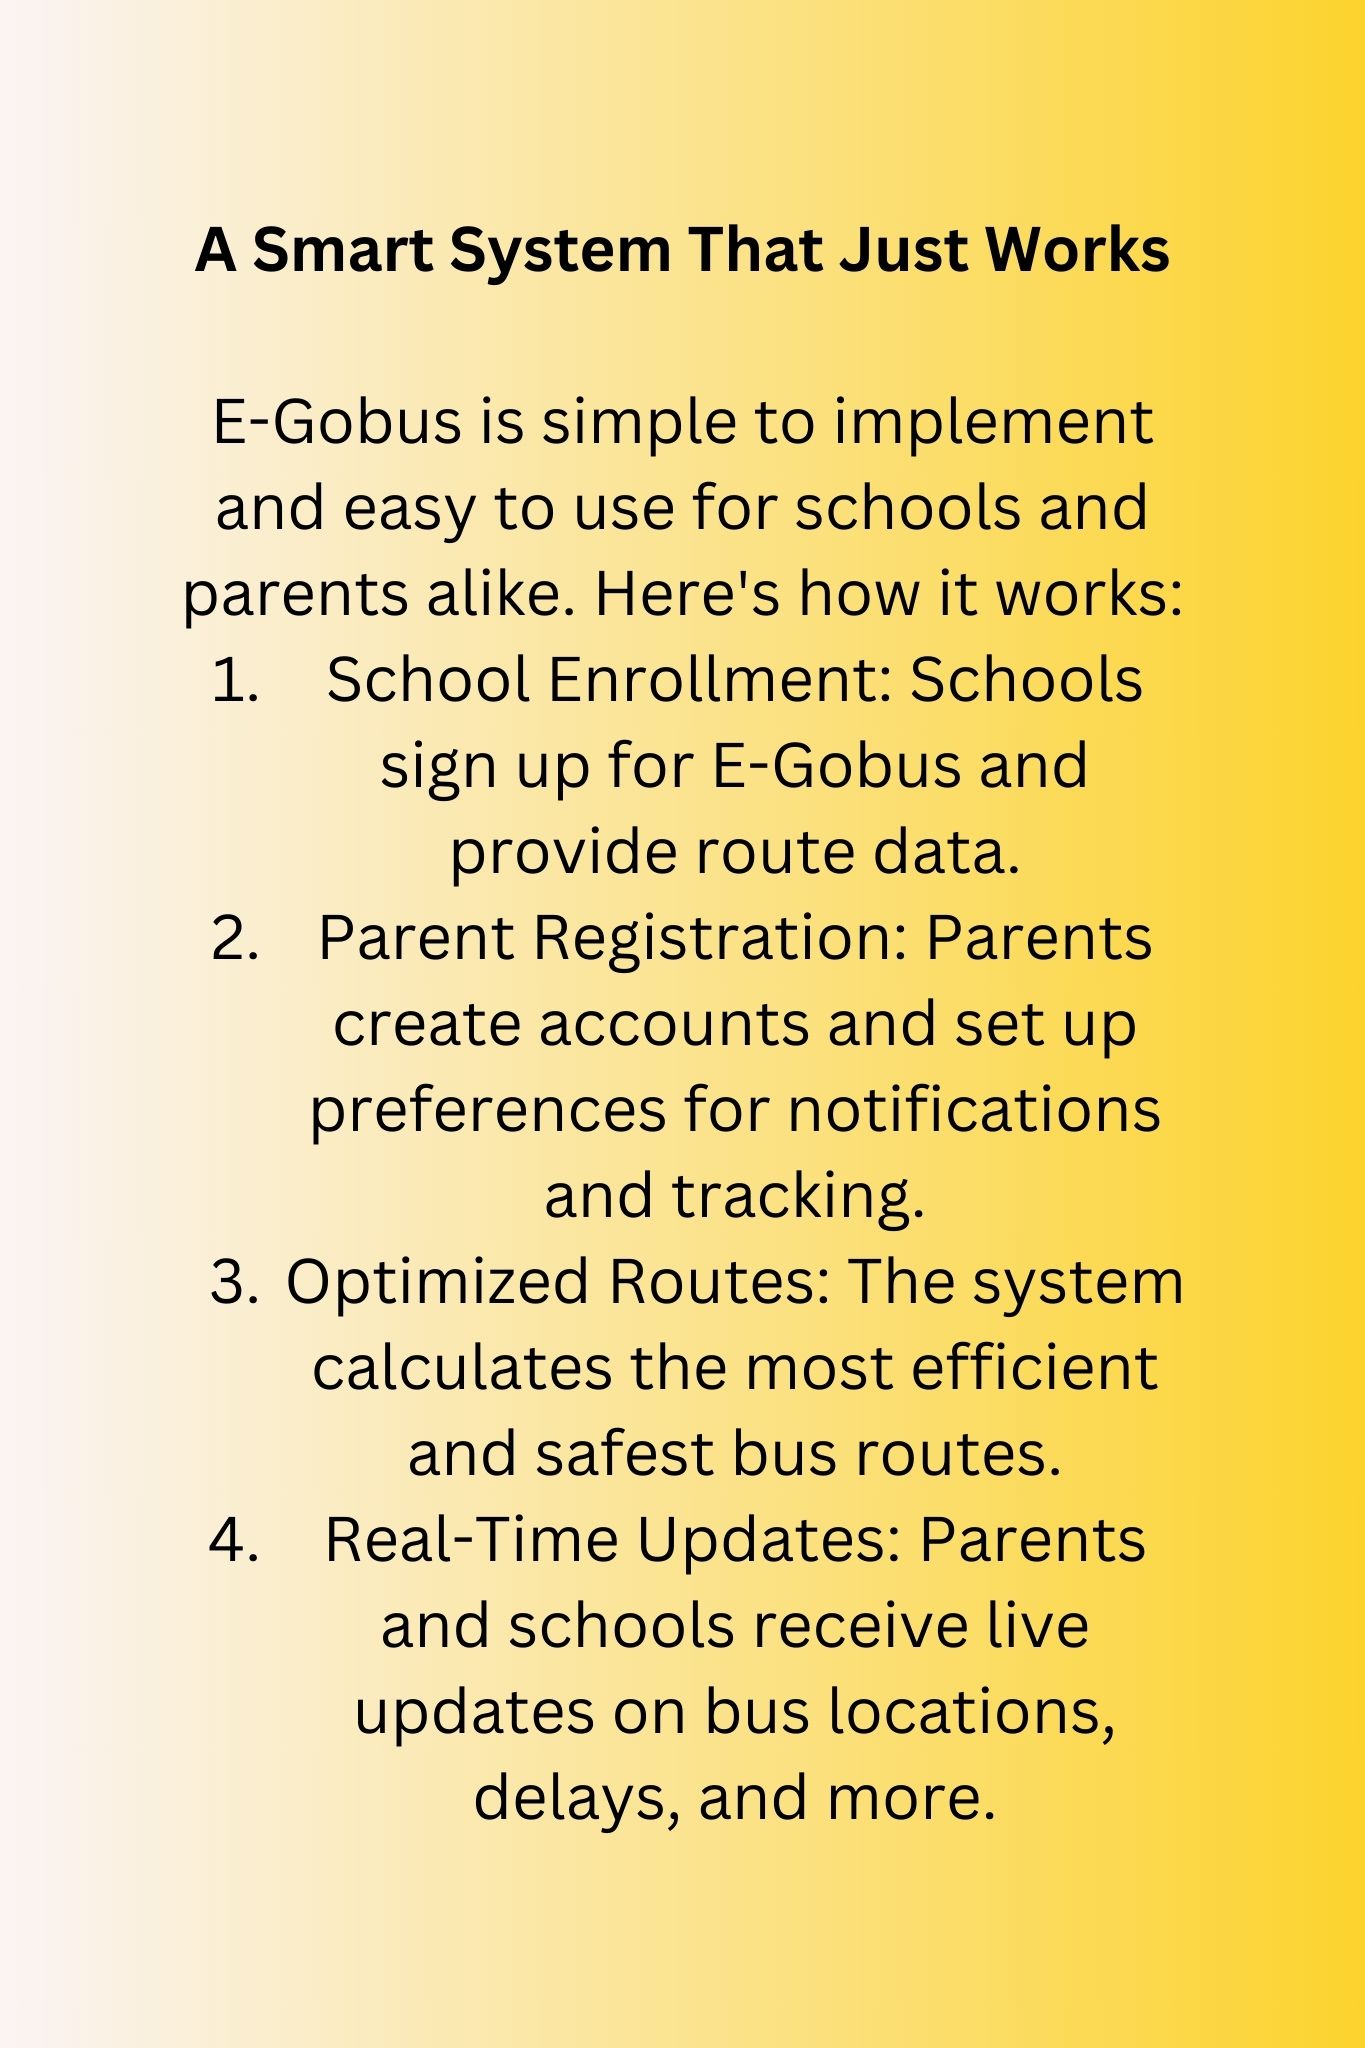 A Smart System That Just Works
E-Gobus is simple to implement
and easy to use for schools and
parents alike. Here's how it works:
1. School Enrollment: Schools
sign up for E-Gobus and
provide route data.
2. Parent Registration: Parents
create accounts and set up
preferences for notifications
and tracking.
3. Optimized Routes: The system
calculates the most efficient
and safest bus routes.
4. Real-Time Updates: Parents
and schools receive live
updates on bus locations,
delays, and more.